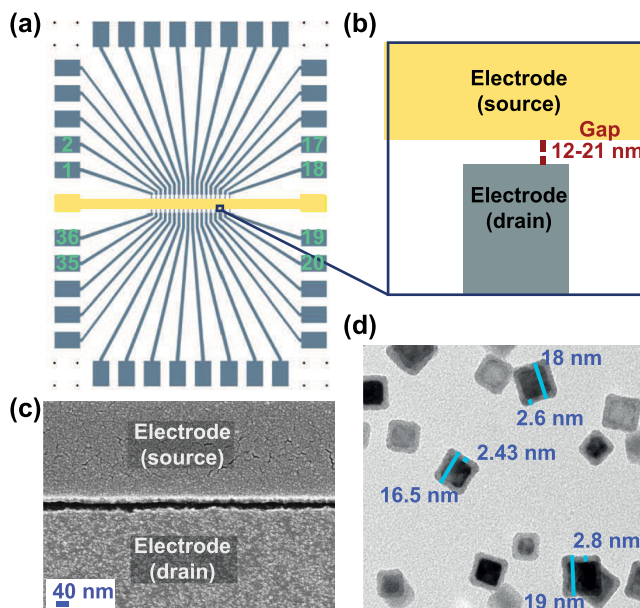 (a)
2
1
17
18
36
35
19
20
(b)
Electrode
(source)
Gap
12-21 nm
Electrode
(drain)
(c)
Electrode
(source)
Electrode
(drain)
40 nm
(d)
18 nm
2.6 nm
2.43 nm
16.5 nm
2.8 nm
19 nm